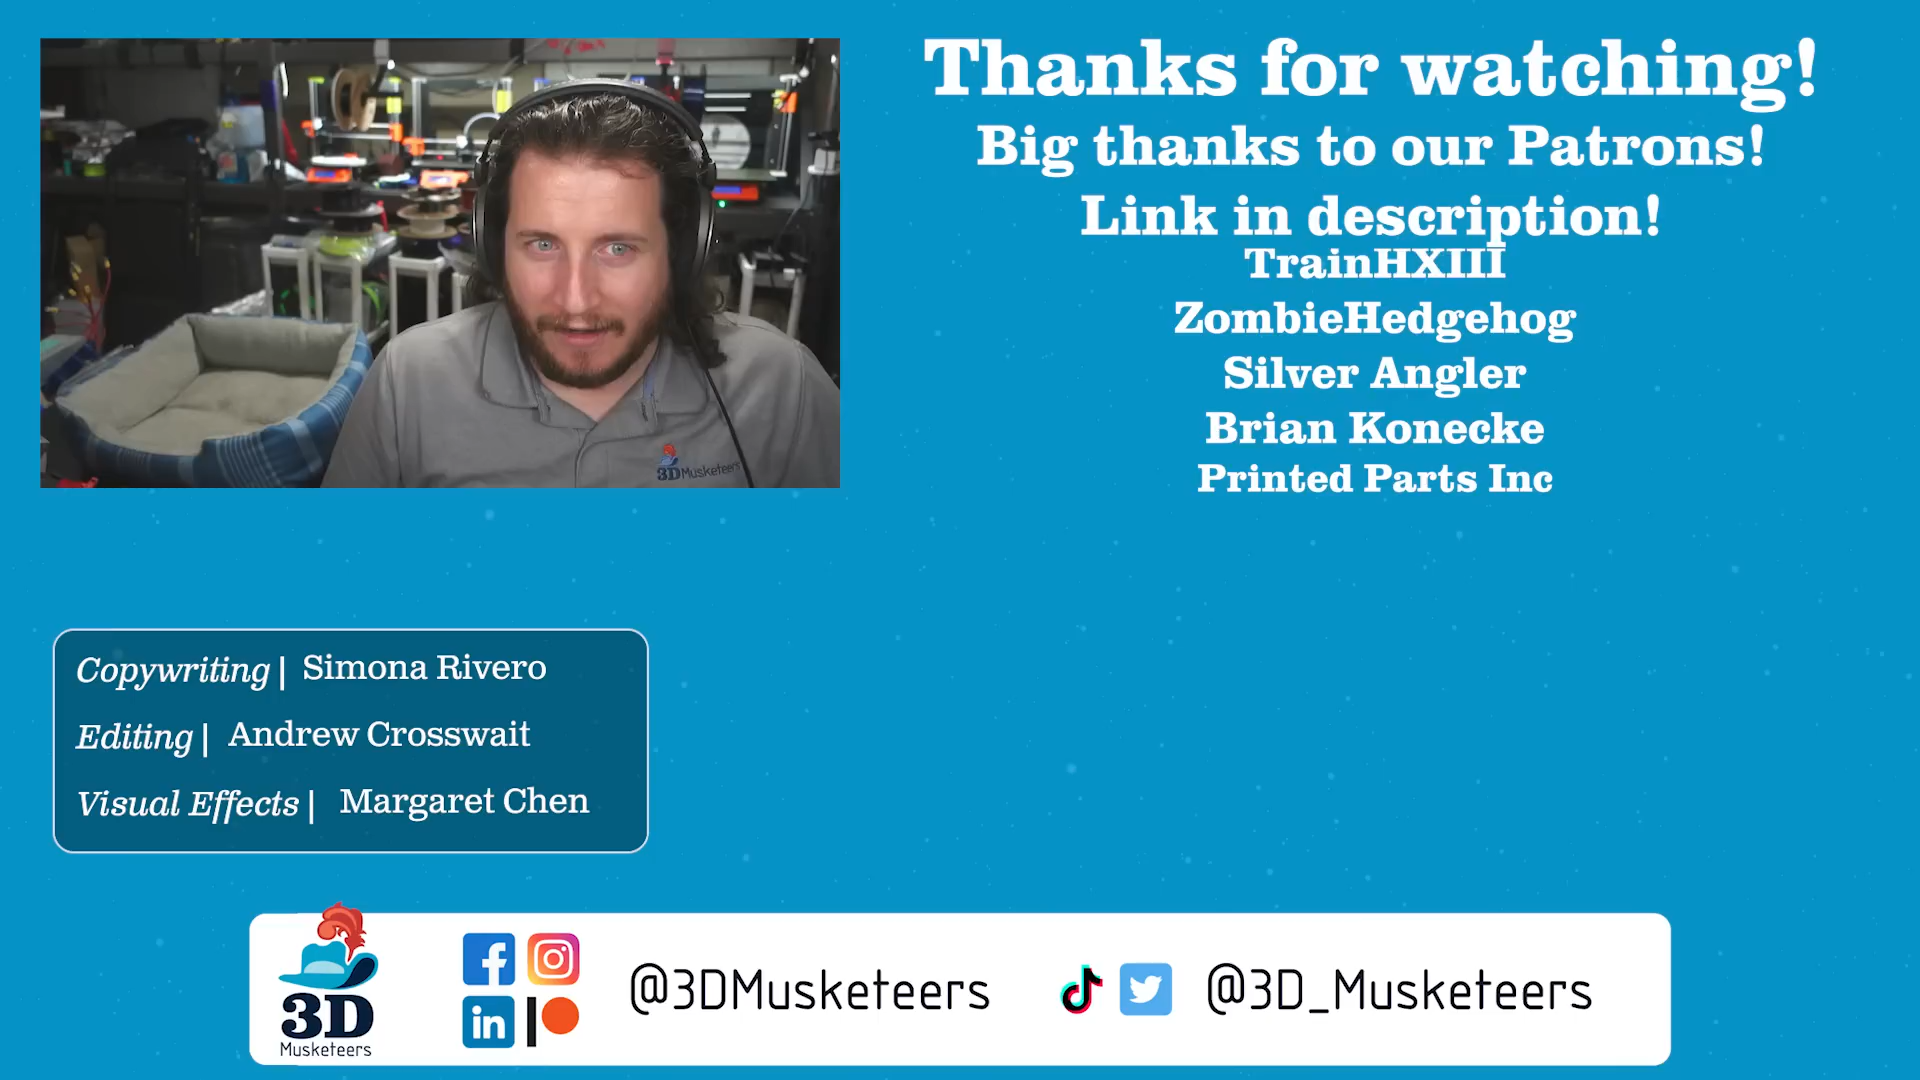 Thanks for watching!
Big thanks to our Patrons!
Link in description!
TrainHXIII
ZombieHedgehog
Silver Angler
Brian Konecke
Printed Parts Inc
3DMusketeers
Copywriting | Simona Rivero
Editing | Andrew Crosswait
Visual Effects | Margaret Chen
3D
Musketeers
@3DMusketeers
@3D_Musketeers